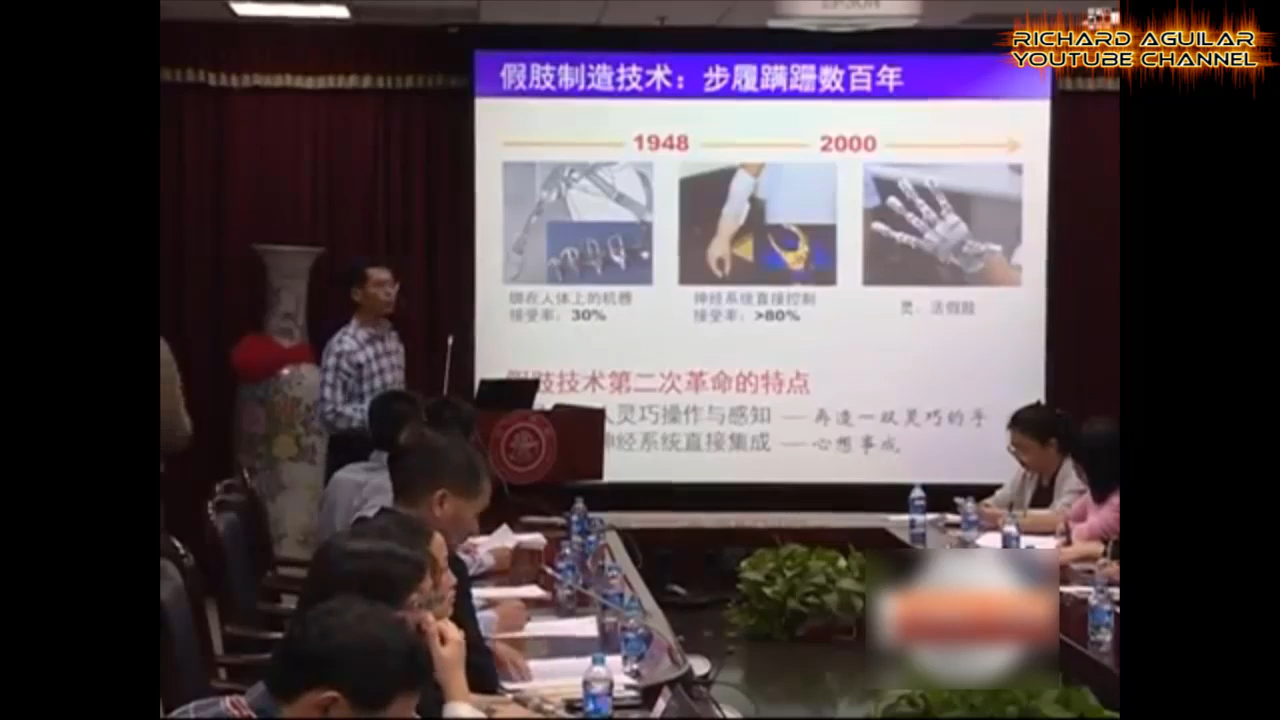 EPSON
RICHARD AGUILAR
YOUTUBE CHANNEL
假肢制造技术：步履蹒跚数百年
1948
2000
绑在人体上的机器
接受率：30%
神经系统直接控制
接受率：>80%
灵、活假肢
假肢技术第二次革命的特点
人灵巧操作与感知 — 再造一双灵巧的手
神经系统直接集成 — 心想事成